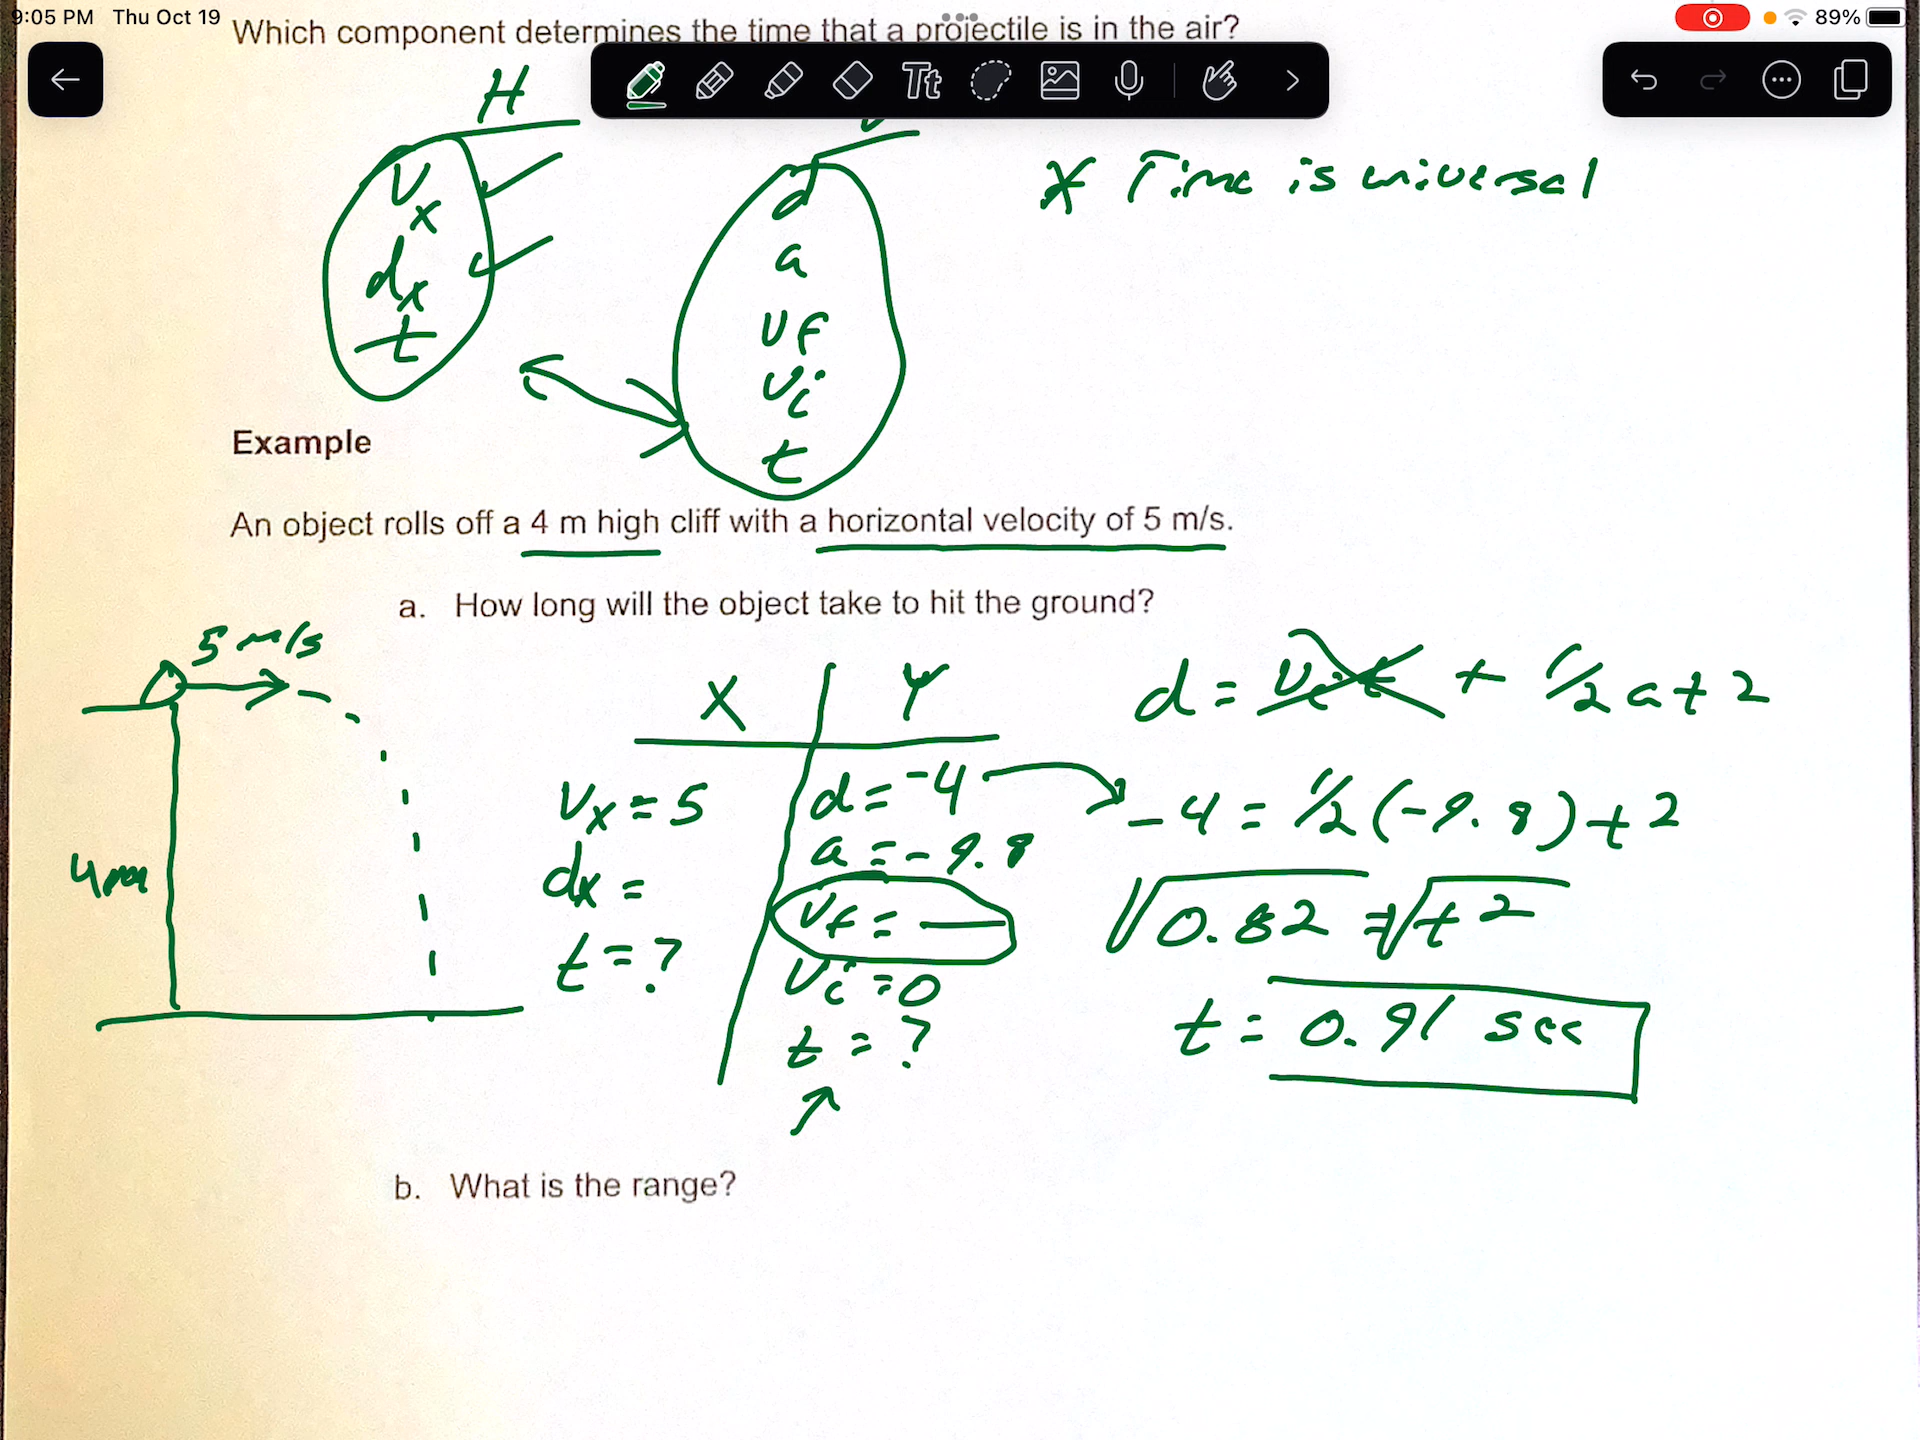 9:05 PM Thu Oct 19 89%
Which component determines the time that a projectile is in the air?
Tt
H
Vx
dx
t
d
a
vf
vi
t
* Time is universal
Example
An object rolls off a 4 m high cliff with a horizontal velocity of 5 m/s.
a. How long will the object take to hit the ground?
5 m/s
4m
X Y
Vx = 5
dx =
t = ?
d = -4
a = -9.8
Vf = —
Vi = 0
t = ?
d = vit + 1/2 at2
-4 = 1/2 (-9.8) t2
√0.82 = √t2
t = 0.91 sec
b. What is the range?